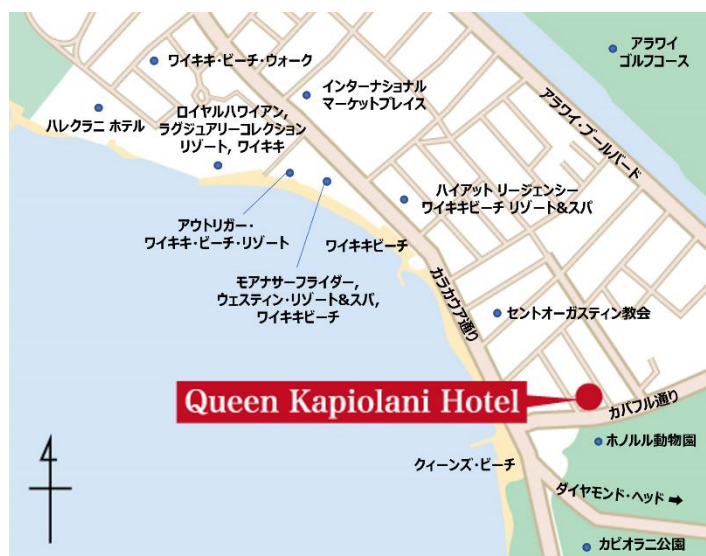 アラワイ
ゴルフコース
ワイキキ・ビーチ・ウォーク
インターナショナル
マーケットプレイス
アラワイ・ブールバード
ハレクラニ ホテル
ロイヤルハワイアン,
ラグジュアリーコレクション
リゾート, ワイキキ
ハイアット リージェンシー
ワイキキビーチ リゾート&スパ
アウトリガー・
ワイキキ・ビーチ・リゾート
ワイキキビーチ
モアナサーフライダー,
ウェスティン・リゾート&スパ,
ワイキキビーチ
カラカウア通り
セントオーガスティン教会
Queen Kapiolani Hotel
カパフル通り
ホノルル動物園
クィーンズ・ビーチ
ダイヤモンド・ヘッド ➡
カピオラニ公園
4